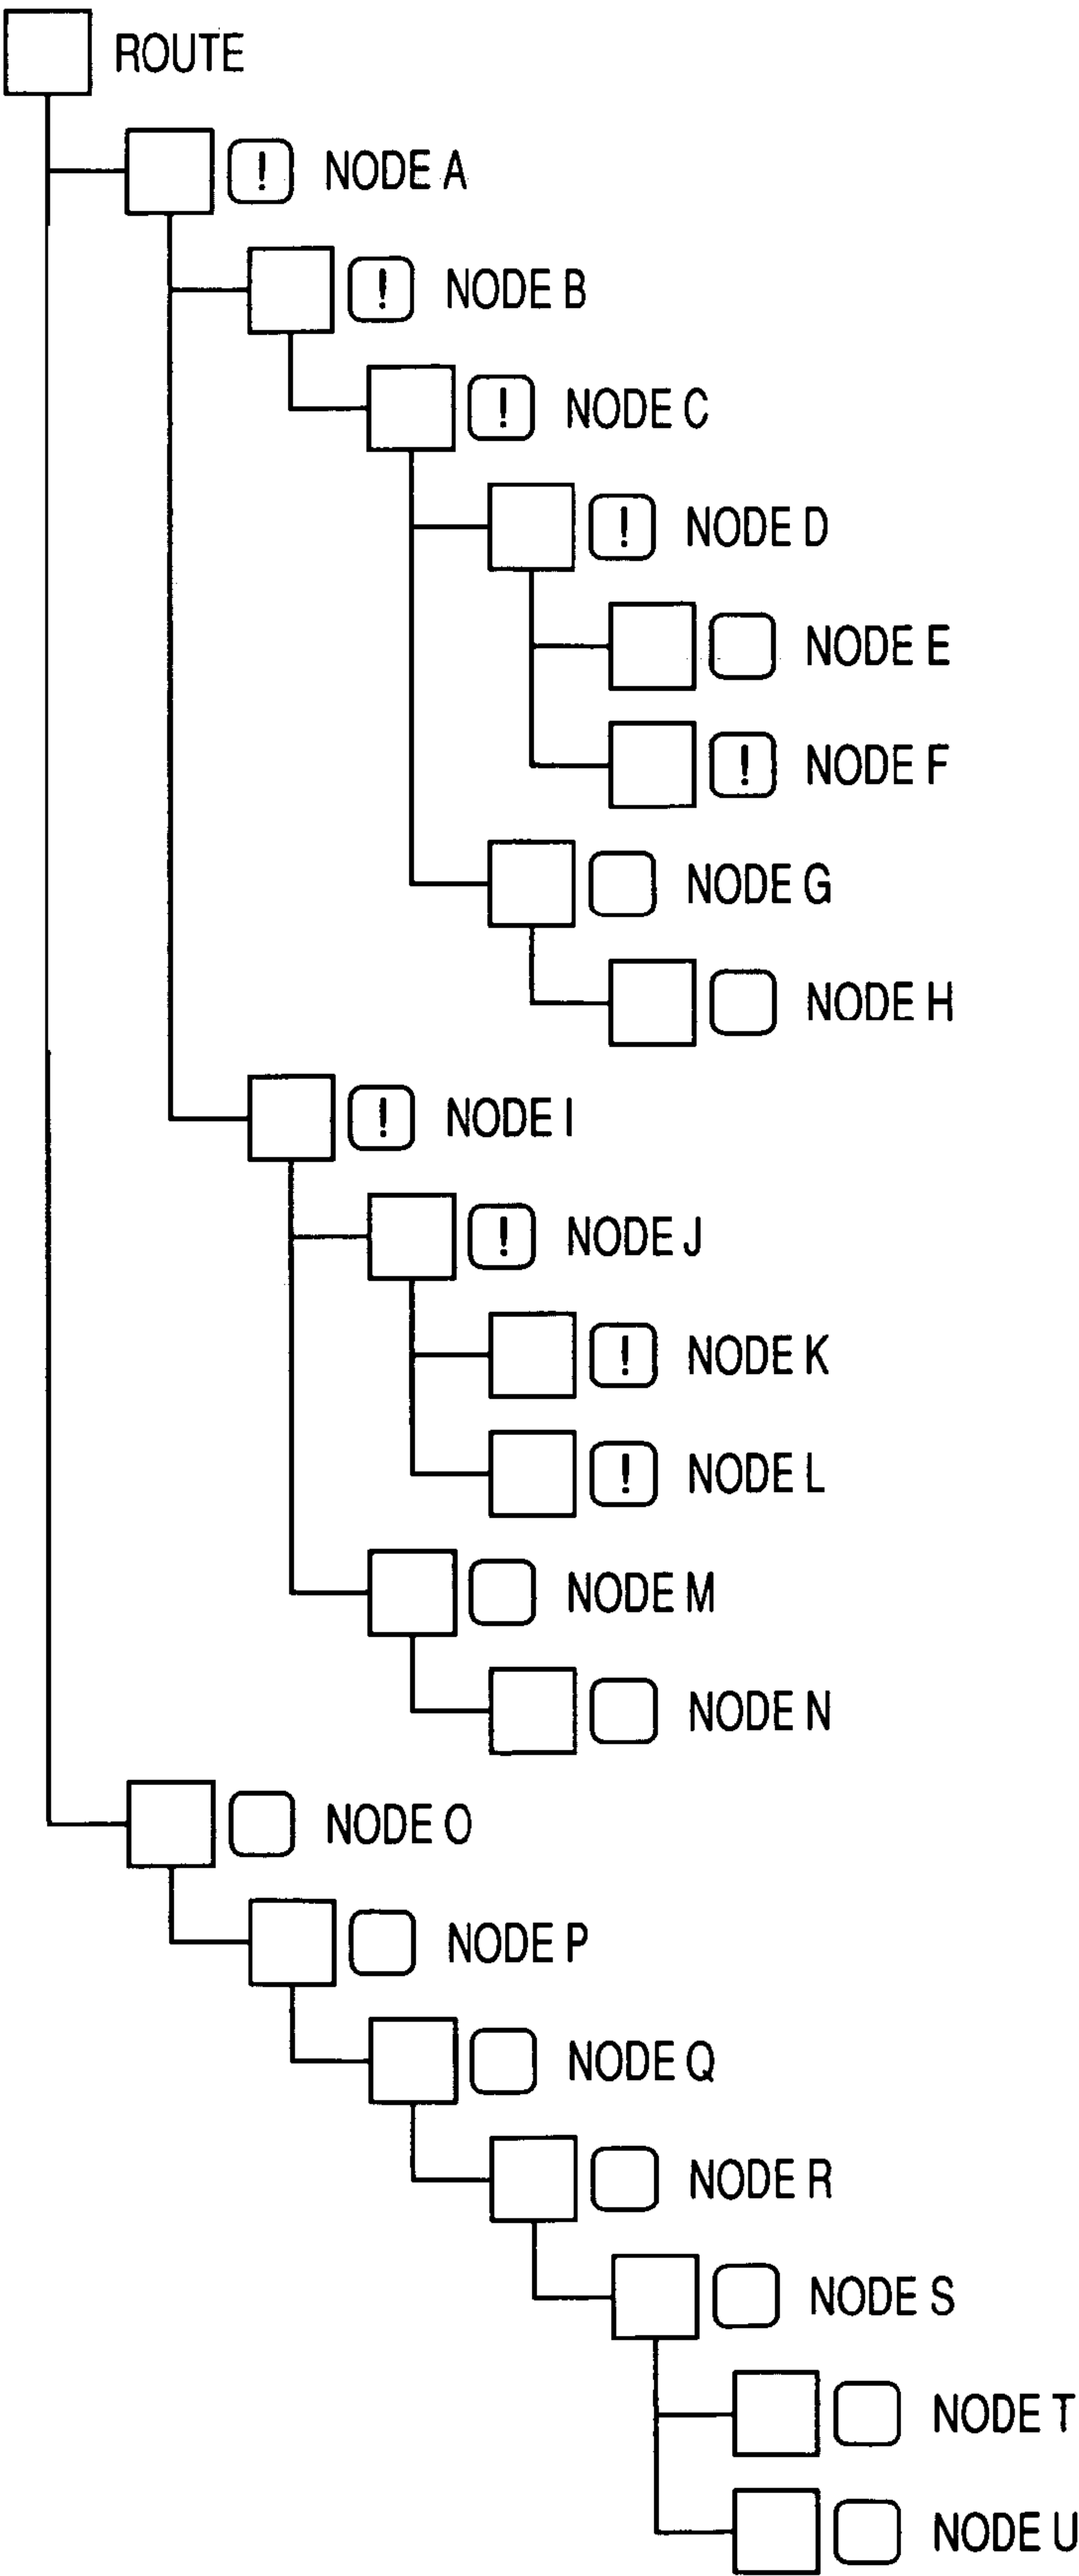 ROUTE
! NODE A
! NODE B
! NODE C
! NODE D
NODE E
! NODE F
NODE G
NODE H
! NODE I
! NODE J
! NODE K
! NODE L
NODE M
NODE N
NODE O
NODE P
NODE Q
NODE R
NODE S
NODE T
NODE U